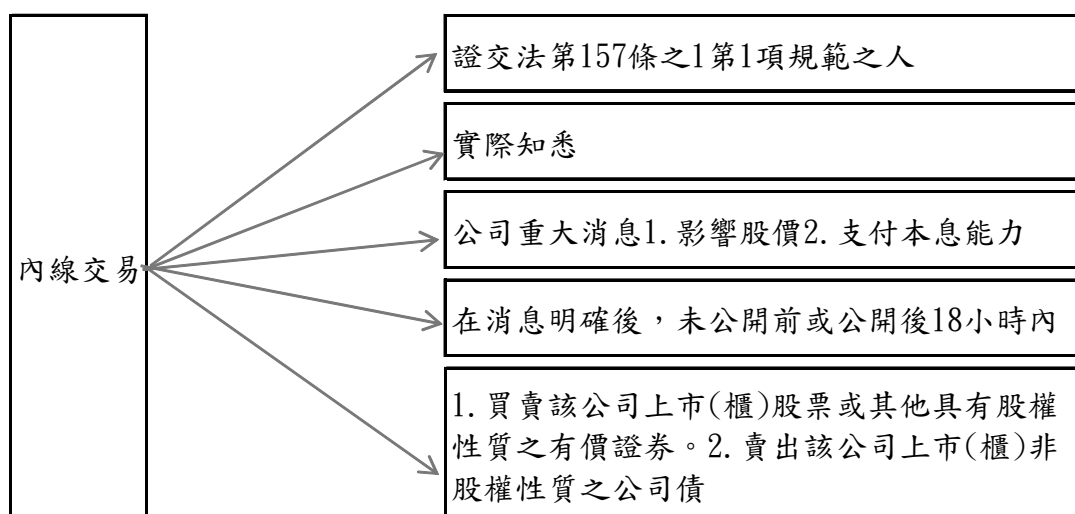 內線交易
證交法第157條之1第1項規範之人
實際知悉
公司重大消息1.影響股價2.支付本息能力
在消息明確後，未公開前或公開後18小時內
1.買賣該公司上市(櫃)股票或其他具有股權
性質之有價證券。2.賣出該公司上市(櫃)非
股權性質之公司債